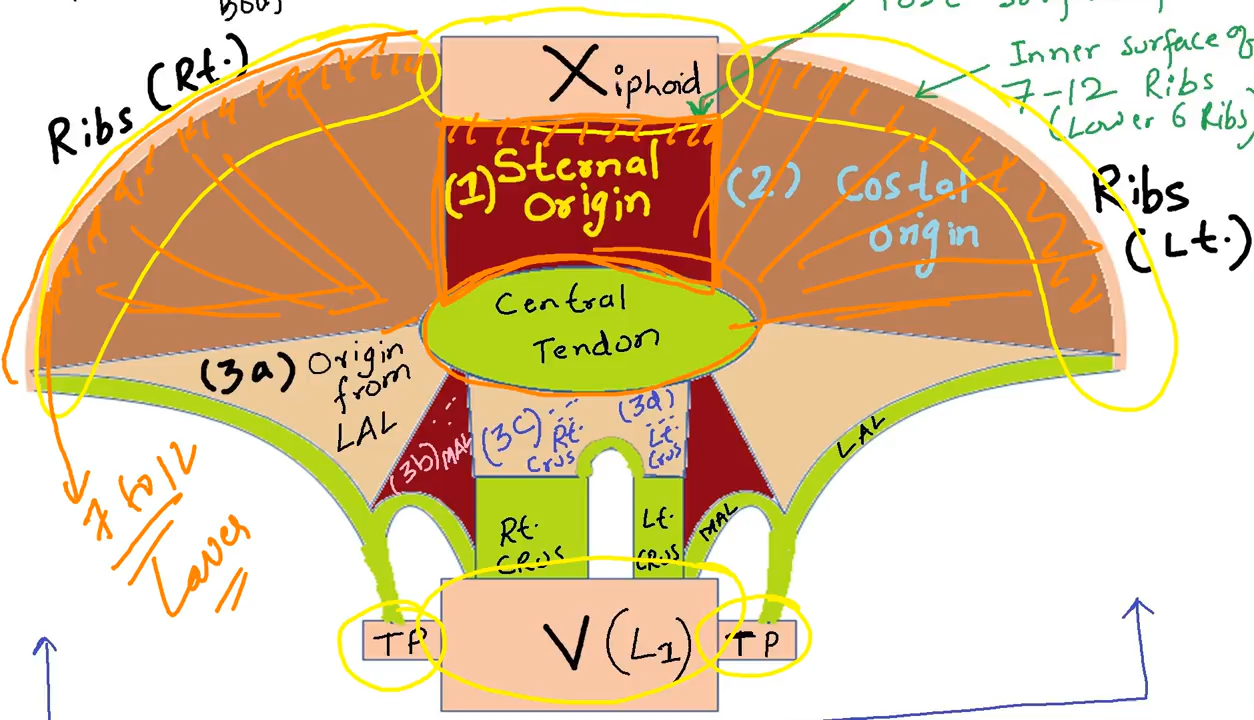 Ribs (Rt.)
Xiphoid
Inner surface of
7-12 Ribs
(Lower 6 Ribs)
(1) Sternal
Origin
(2.) Costal
Origin
Ribs
(Lt.)
Central
Tendon
(3a) Origin
from
LAL
(3b) MAL
(3c) Rt.
Crus
(3d)
Lt.
Crus
LAL
MAL
Rt.
CRUS
Lt.
CRUS
7 to 12
TP
V (L1)
TP